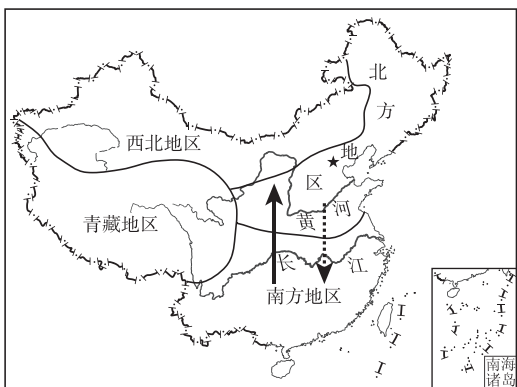 北方地区
西北地区
青藏地区
黄河
长江
南方地区
南海
诸岛